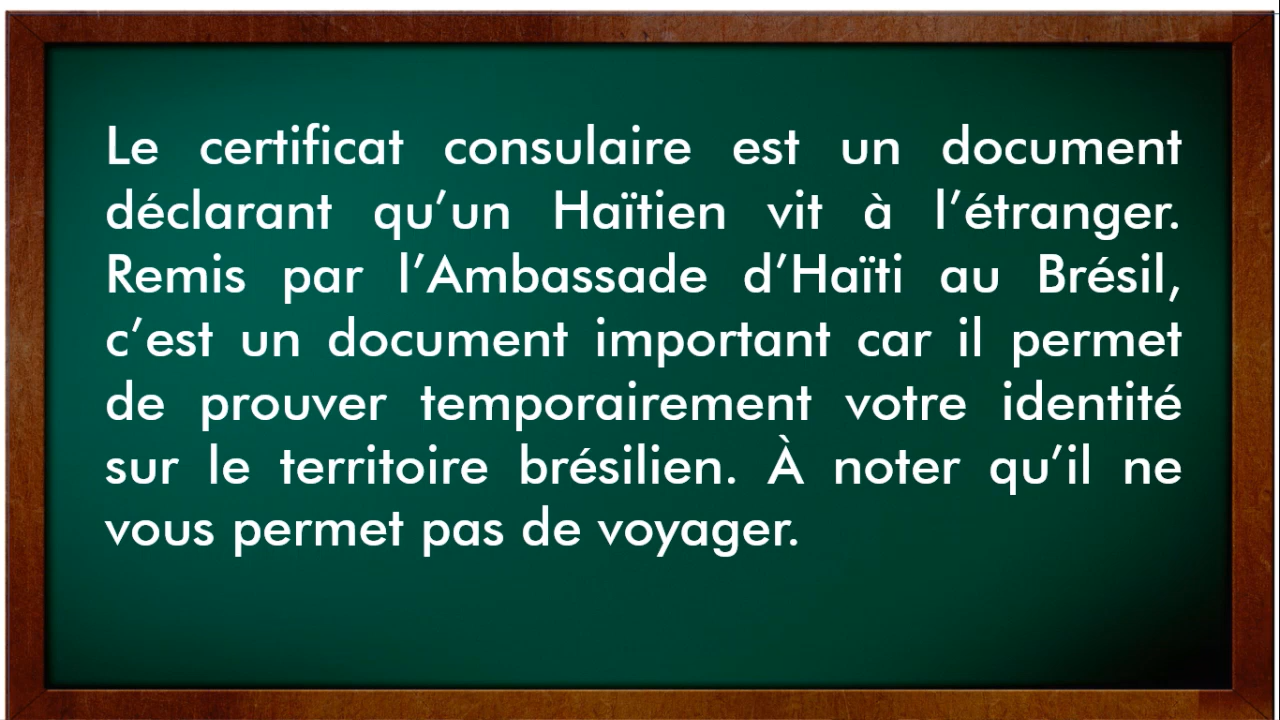 Le certificat consulaire est un document
déclarant qu’un Haïtien vit à l’étranger.
Remis par l’Ambassade d’Haïti au Brésil,
c’est un document important car il permet
de prouver temporairement votre identité
sur le territoire brésilien. À noter qu’il ne
vous permet pas de voyager.